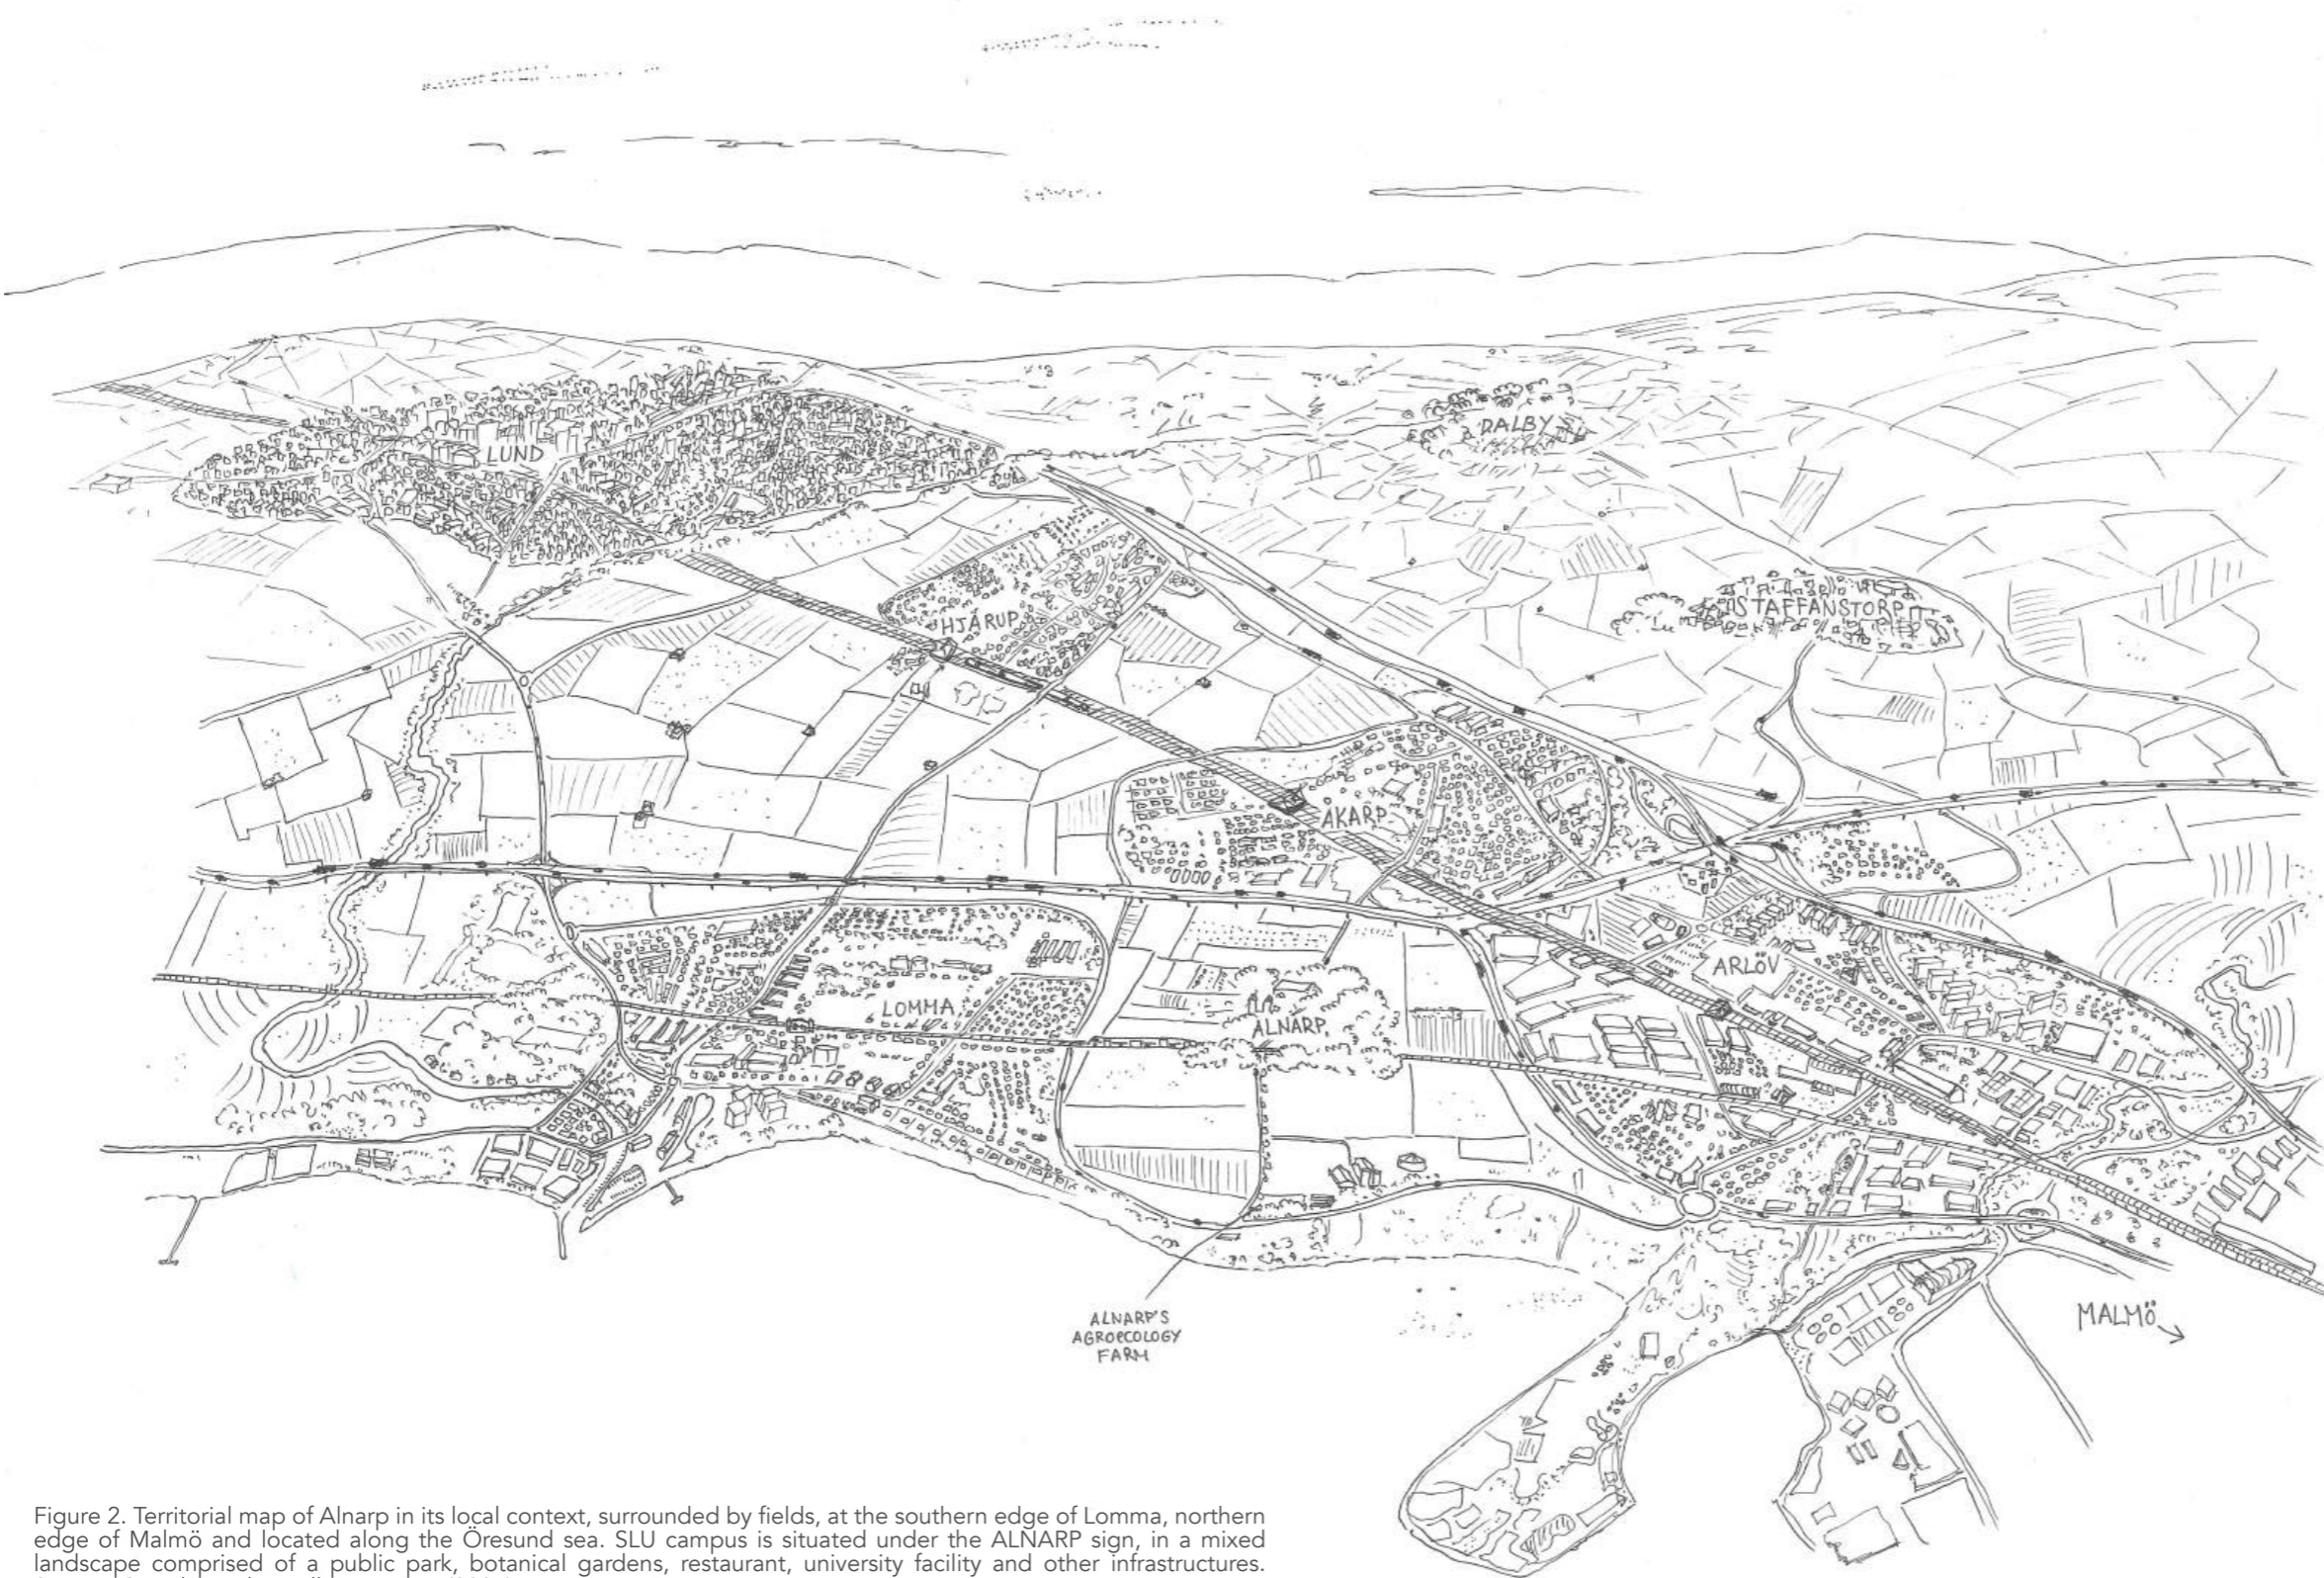 LUND
DALBY
STAFFANSTORP
HJÄRUP
ÅKARP
ARLÖV
LOMMA
ALNARP
ALNARP'S
AGROECOLOGY
FARM
MALMÖ
Figure 2. Territorial map of Alnarp in its local context, surrounded by fields, at the southern edge of Lomma, northern
edge of Malmö and located along the Öresund sea. SLU campus is situated under the ALNARP sign, in a mixed
landscape comprised of a public park, botanical gardens, restaurant, university facility and other infrastructures.